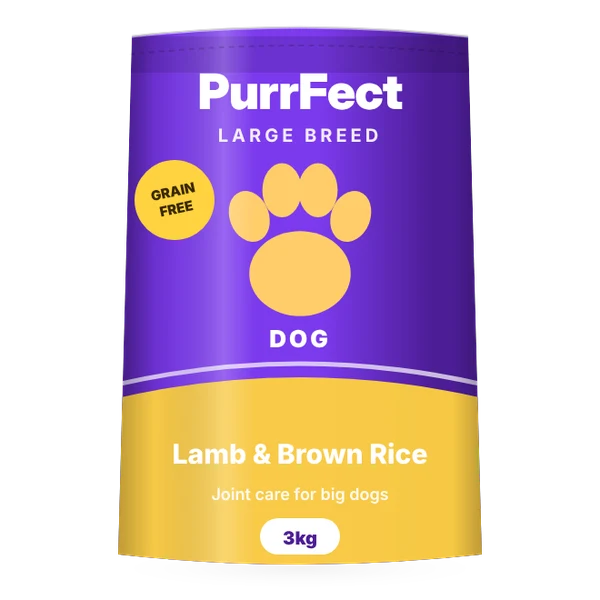 PurrFect
LARGE BREED
GRAIN
FREE
DOG
Lamb & Brown Rice
Joint care for big dogs
3kg